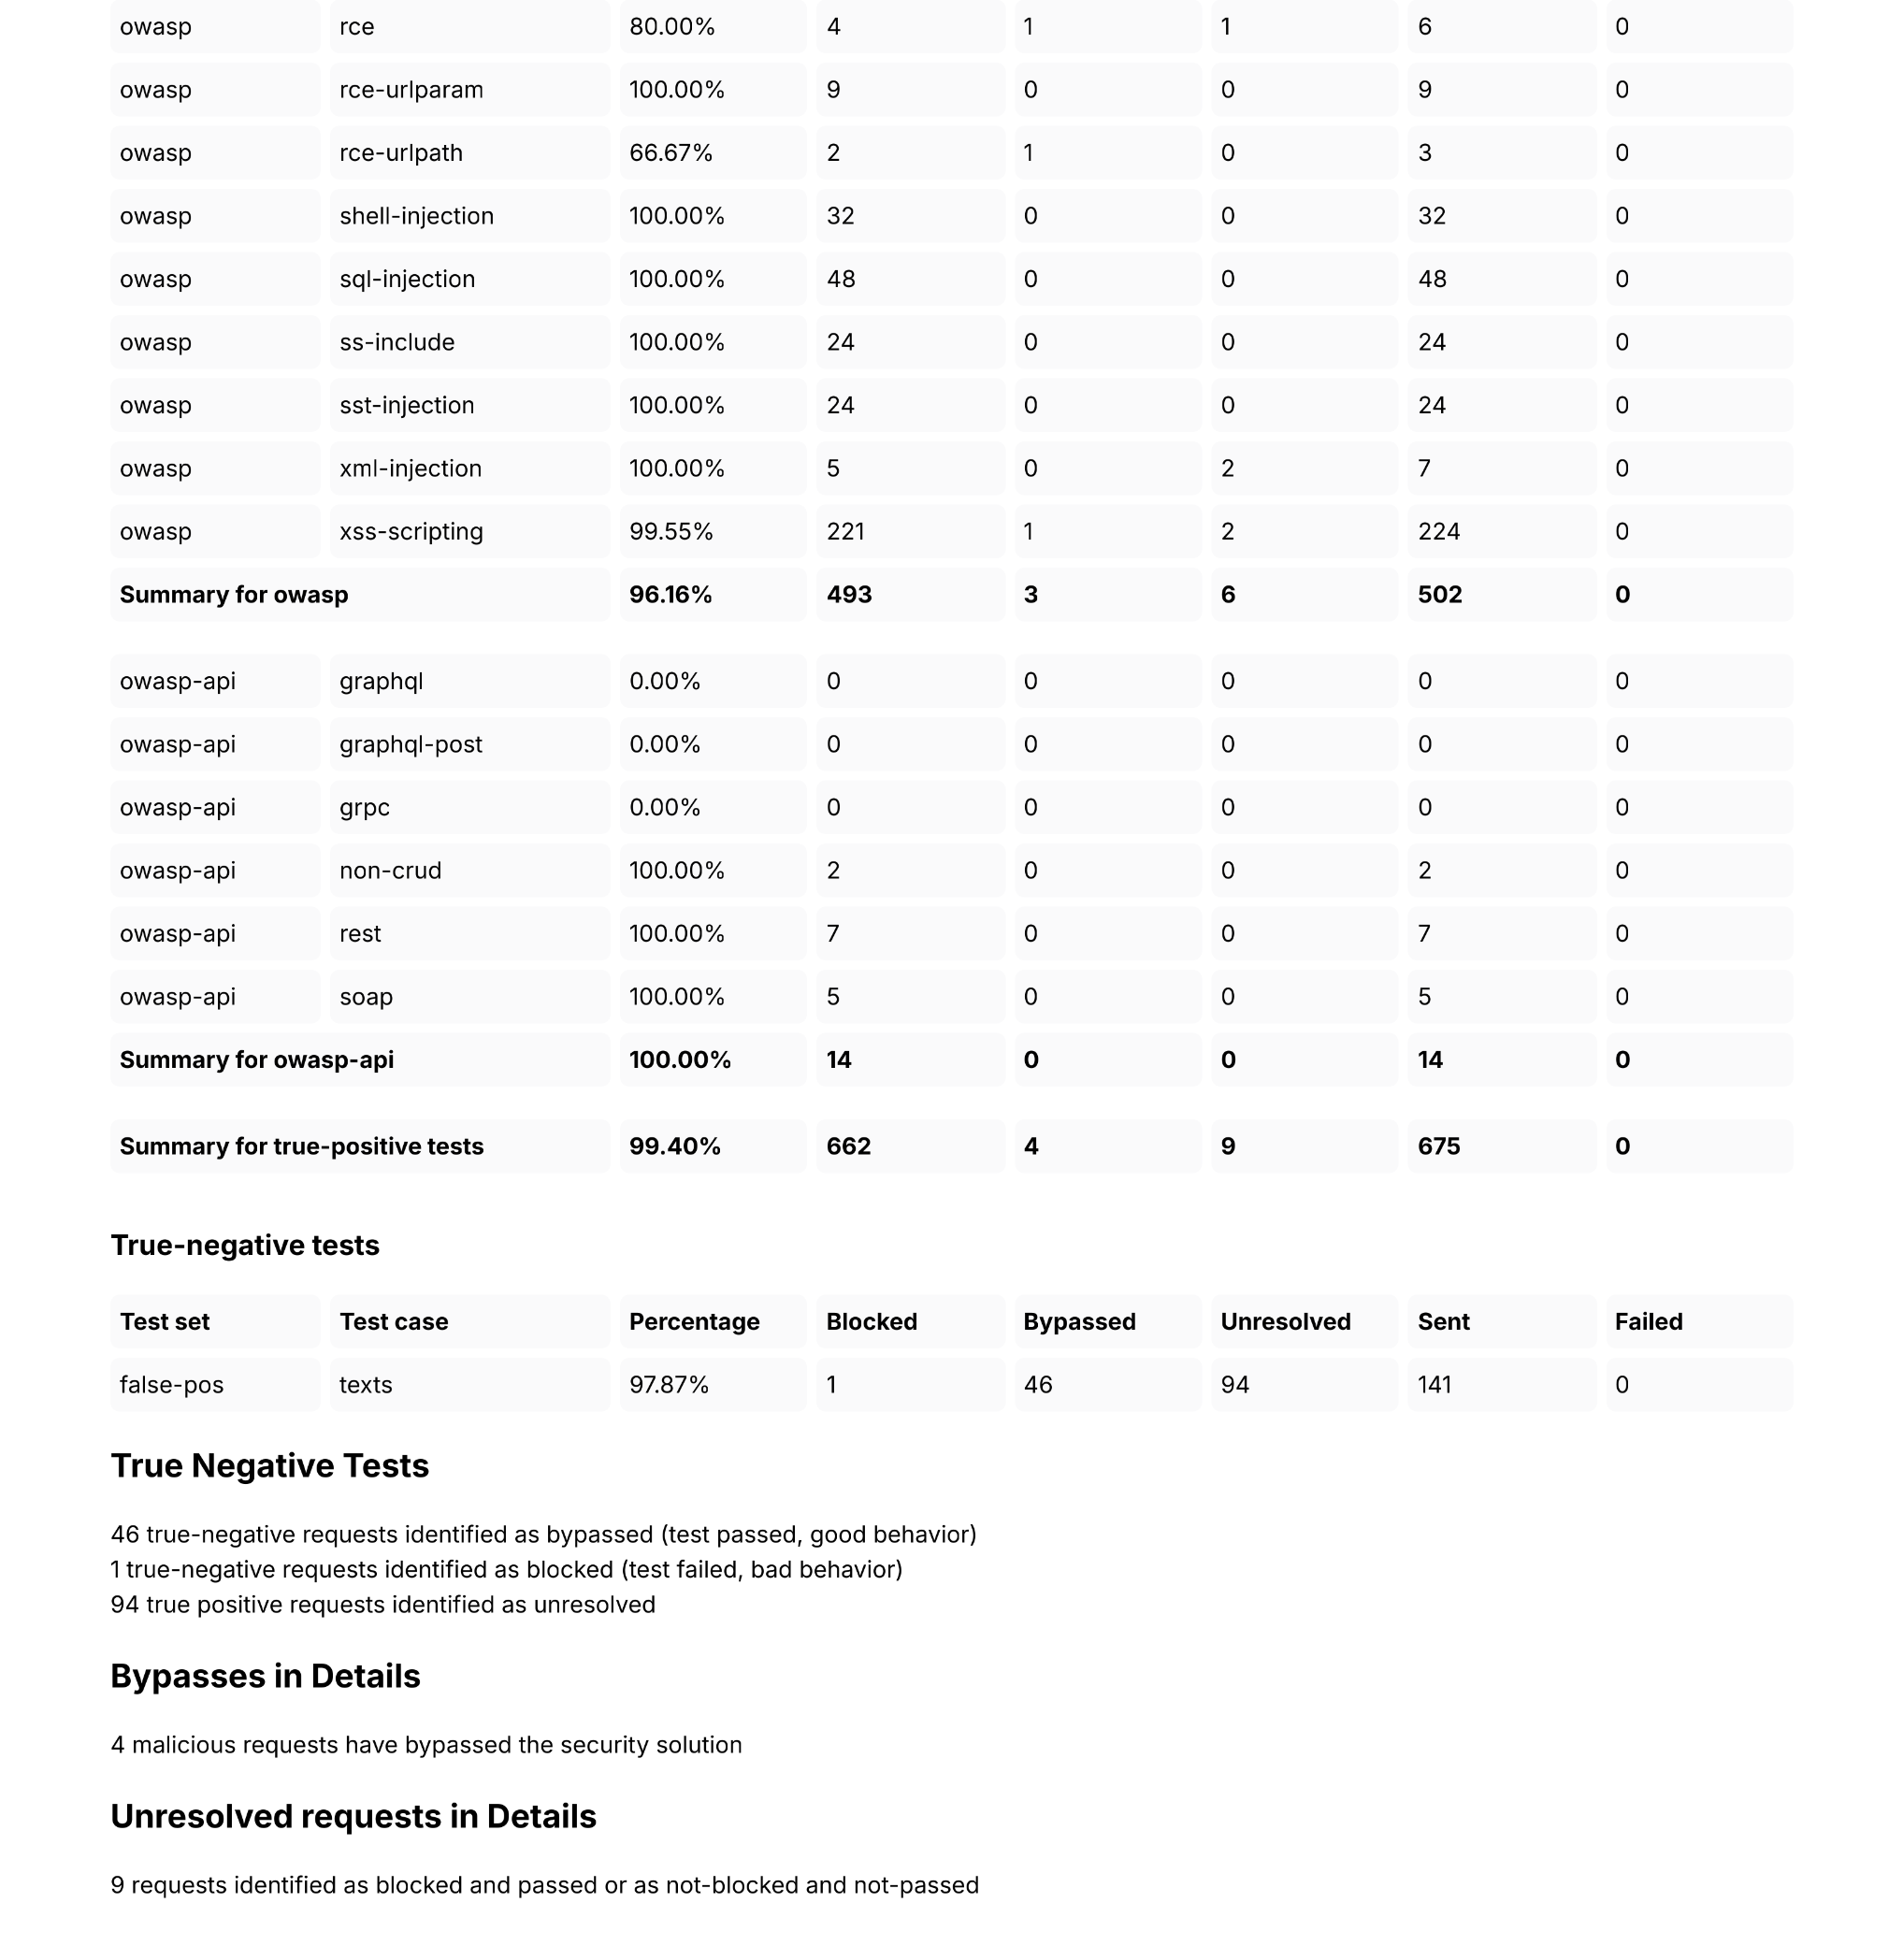 owasp rce 80.00% 4 1 1 6 0
owasp rce-urlparam 100.00% 9 0 0 9 0
owasp rce-urlpath 66.67% 2 1 0 3 0
owasp shell-injection 100.00% 32 0 0 32 0
owasp sql-injection 100.00% 48 0 0 48 0
owasp ss-include 100.00% 24 0 0 24 0
owasp sst-injection 100.00% 24 0 0 24 0
owasp xml-injection 100.00% 5 0 2 7 0
owasp xss-scripting 99.55% 221 1 2 224 0
Summary for owasp 96.16% 493 3 6 502 0
owasp-api graphql 0.00% 0 0 0 0 0
owasp-api graphql-post 0.00% 0 0 0 0 0
owasp-api grpc 0.00% 0 0 0 0 0
owasp-api non-crud 100.00% 2 0 0 2 0
owasp-api rest 100.00% 7 0 0 7 0
owasp-api soap 100.00% 5 0 0 5 0
Summary for owasp-api 100.00% 14 0 0 14 0
Summary for true-positive tests 99.40% 662 4 9 675 0
True-negative tests
Test set Test case Percentage Blocked Bypassed Unresolved Sent Failed
false-pos texts 97.87% 1 46 94 141 0
True Negative Tests
46 true-negative requests identified as bypassed (test passed, good behavior)
1 true-negative requests identified as blocked (test failed, bad behavior)
94 true positive requests identified as unresolved
Bypasses in Details
4 malicious requests have bypassed the security solution
Unresolved requests in Details
9 requests identified as blocked and passed or as not-blocked and not-passed